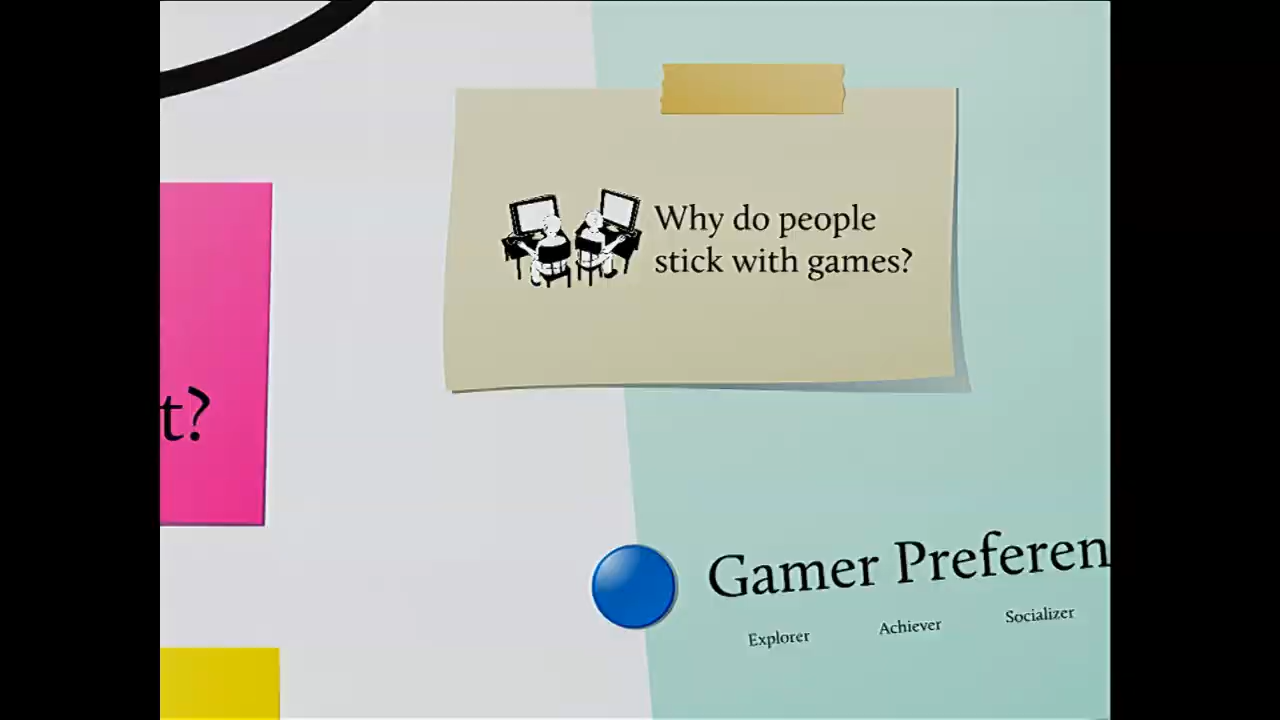 Why do people
stick with games?
t?
Gamer Preferen
Explorer Achiever Socializer